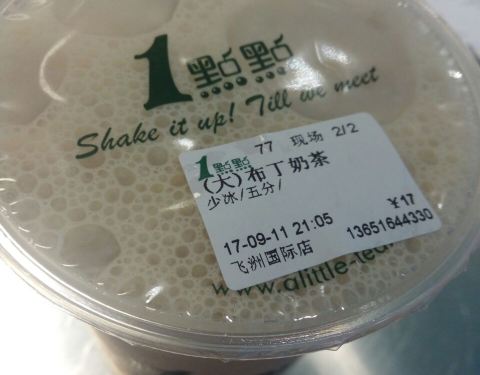 1點點
Shake it up! Till we meet
77 现场 2/2
1點點
(大)布丁奶茶
少冰/五分/
¥17
17-09-11 21:05 13651644330
飞洲国际店
www.alittle-tea.